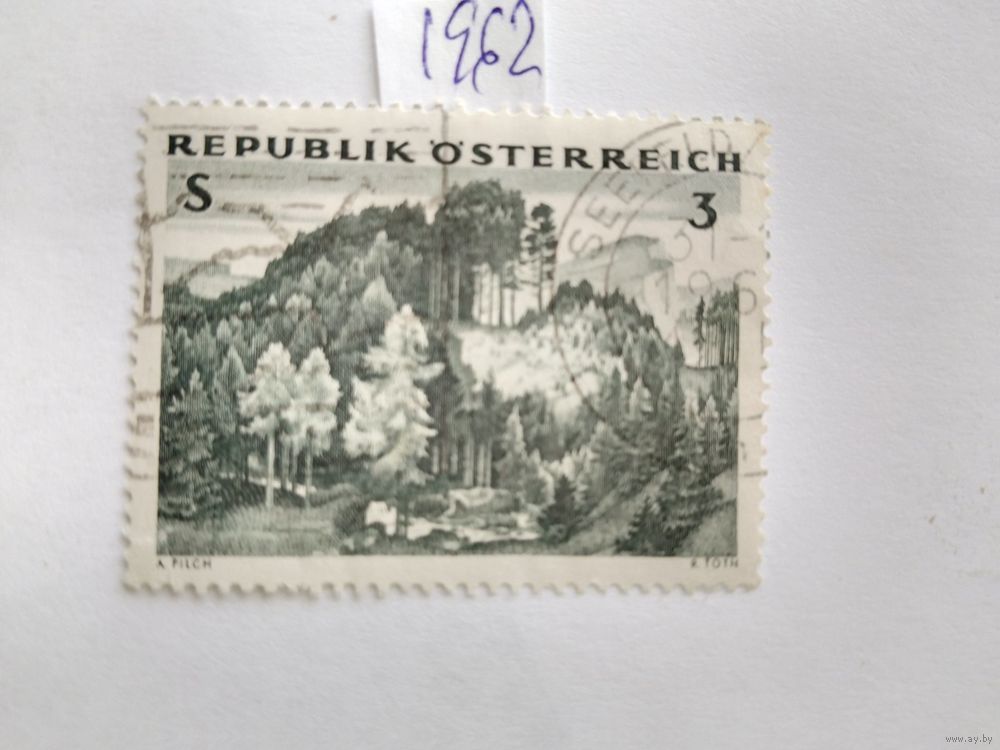 1962
REPUBLIK ÖSTERREICH
S 3
A. PILCH
R. TOTH
www.ay.by